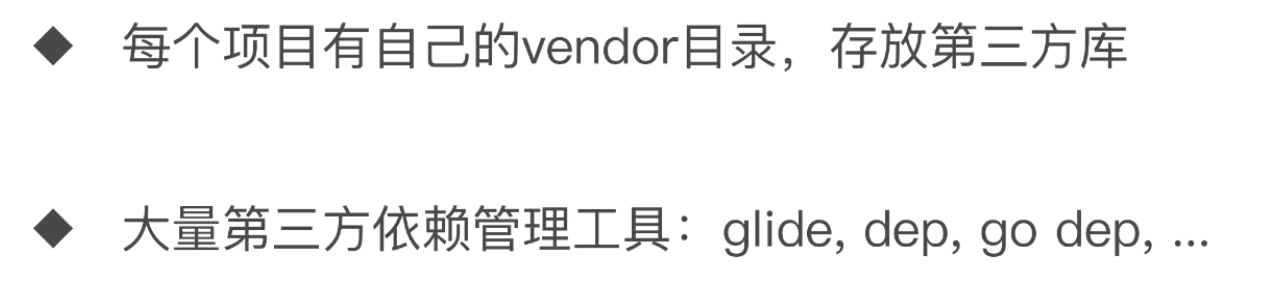 ◆ 每个项目有自己的vendor目录，存放第三方库
◆ 大量第三方依赖管理工具：glide, dep, go dep, ...